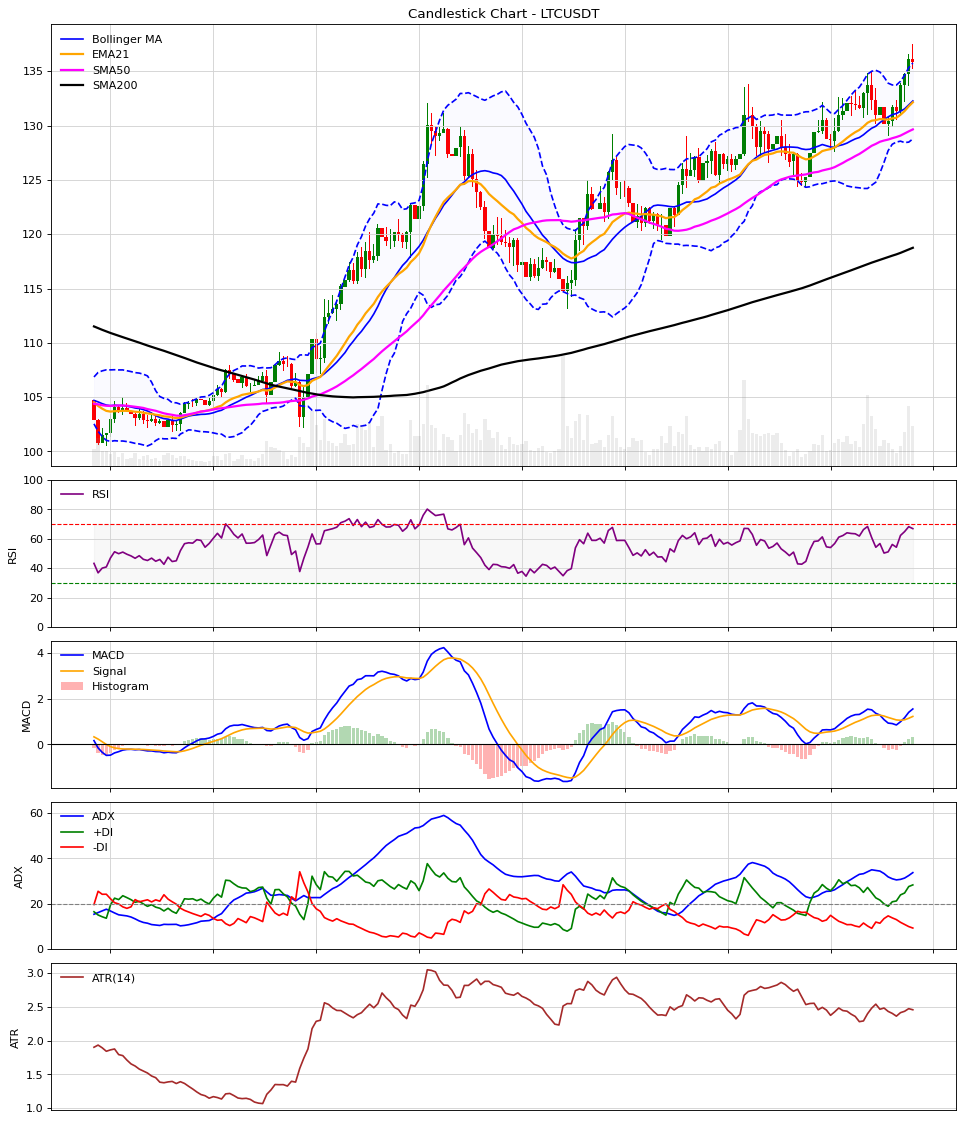 Candlestick Chart - LTCUSDT
Bollinger MA
EMA21
SMA50
SMA200
135
130
125
120
115
110
105
100
100
80
60
40
20
0
RSI
RSI
4
2
0
MACD
MACD
Signal
Histogram
60
40
20
0
ADX
ADX
+DI
-DI
3.0
2.5
2.0
1.5
1.0
ATR
ATR(14)